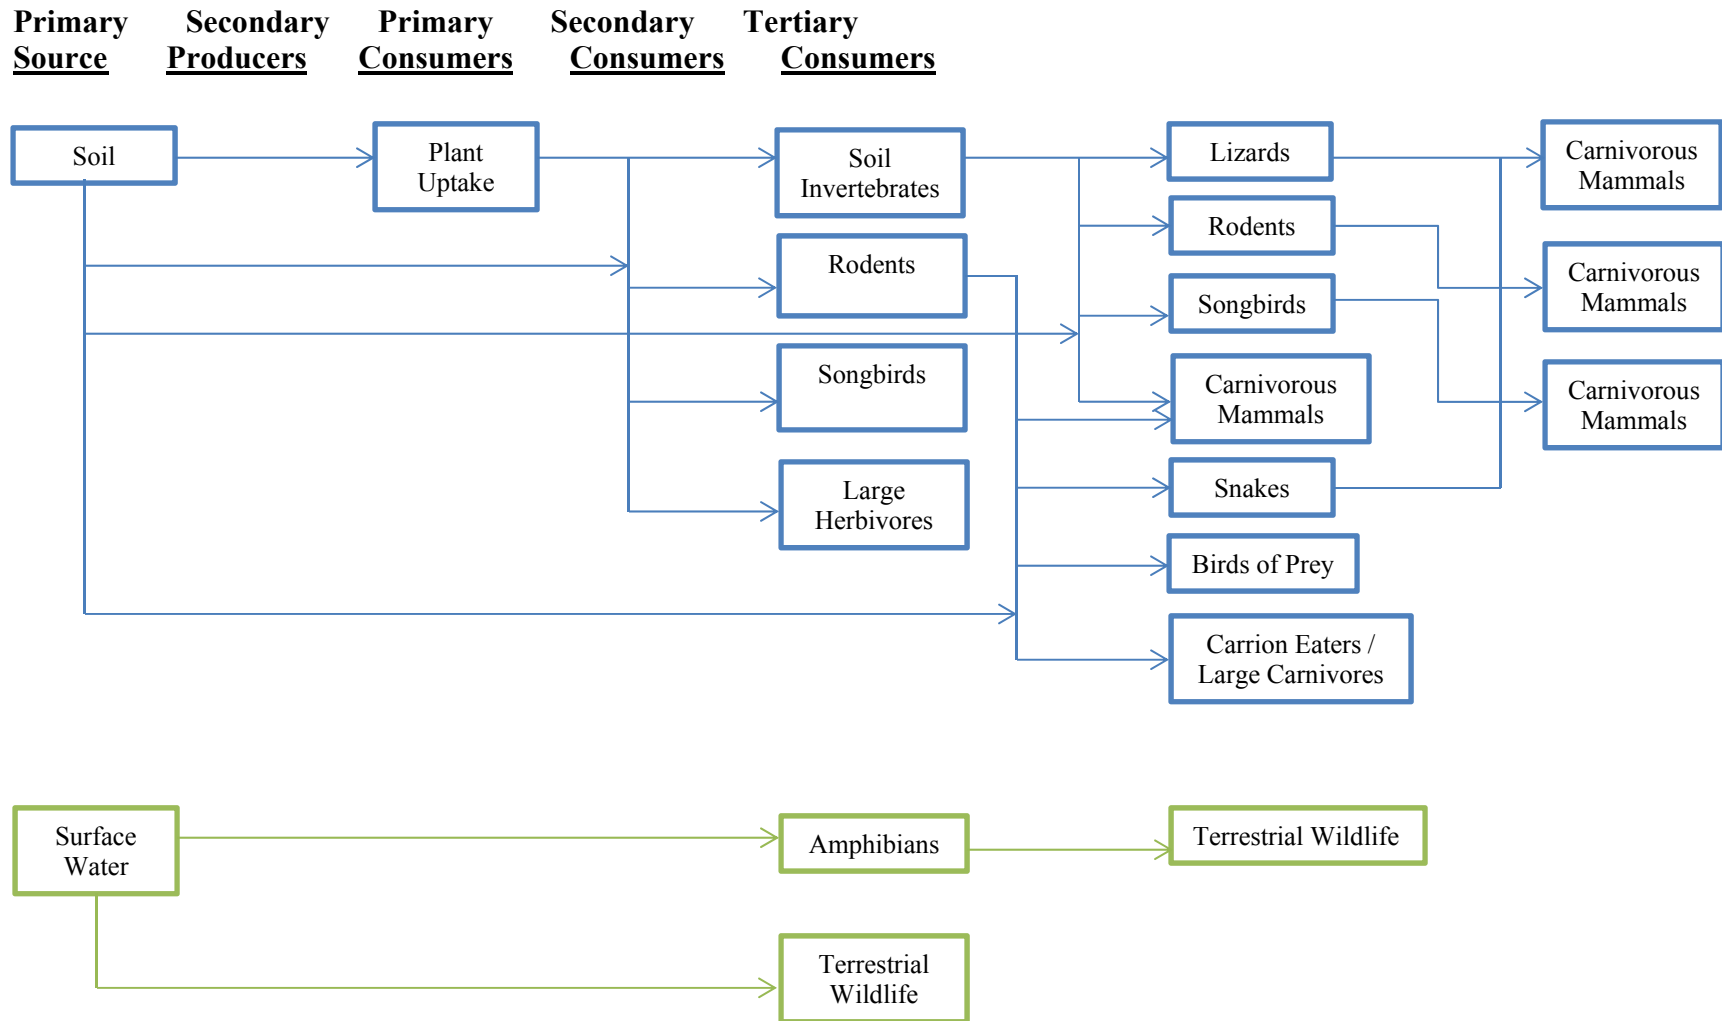 Primary Secondary Primary Secondary Tertiary
Source Producers Consumers Consumers Consumers
Soil
Plant
Uptake
Soil
Invertebrates
Lizards
Carnivorous
Mammals
Rodents
Rodents
Carnivorous
Mammals
Songbirds
Songbirds
Carnivorous
Mammals
Carnivorous
Mammals
Large
Herbivores
Snakes
Birds of Prey
Carrion Eaters /
Large Carnivores
Surface
Water
Amphibians
Terrestrial Wildlife
Terrestrial
Wildlife